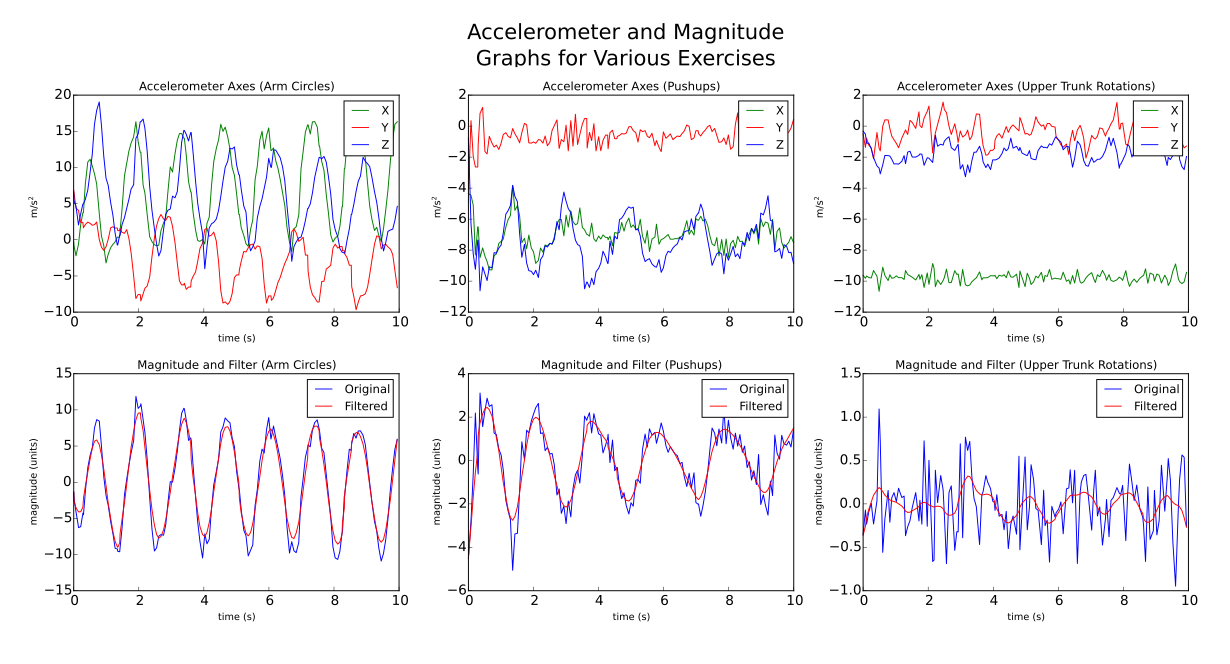 Accelerometer and Magnitude
Graphs for Various Exercises
Accelerometer Axes (Arm Circles)
20
15
10
5
0
−5
−10
m/s²
X
Y
Z
0 2 4 6 8 10
time (s)
Accelerometer Axes (Pushups)
2
0
−2
−4
−6
−8
−10
−12
m/s²
X
Y
Z
0 2 4 6 8 10
time (s)
Accelerometer Axes (Upper Trunk Rotations)
2
0
−2
−4
−6
−8
−10
−12
m/s²
X
Y
Z
0 2 4 6 8 10
time (s)
Magnitude and Filter (Arm Circles)
15
10
5
0
−5
−10
−15
magnitude (units)
Original
Filtered
0 2 4 6 8 10
time (s)
Magnitude and Filter (Pushups)
4
2
0
−2
−4
−6
magnitude (units)
Original
Filtered
0 2 4 6 8 10
time (s)
Magnitude and Filter (Upper Trunk Rotations)
1.5
1.0
0.5
0.0
−0.5
−1.0
magnitude (units)
Original
Filtered
0 2 4 6 8 10
time (s)